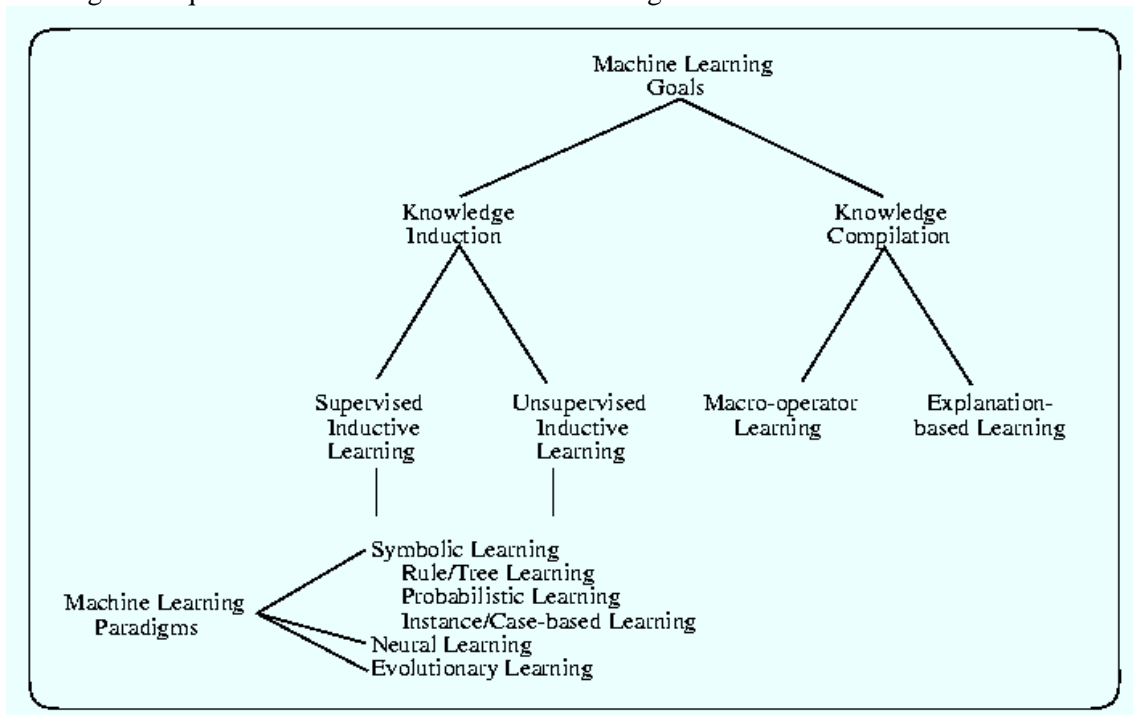 Machine Learning
Goals
Knowledge
Induction
Knowledge
Compilation
Supervised
Inductive
Learning
Unsupervised
Inductive
Learning
Macro-operator
Learning
Explanation-
based Learning
Machine Learning
Paradigms
Symbolic Learning
Rule/Tree Learning
Probabilistic Learning
Instance/Case-based Learning
Neural Learning
Evolutionary Learning